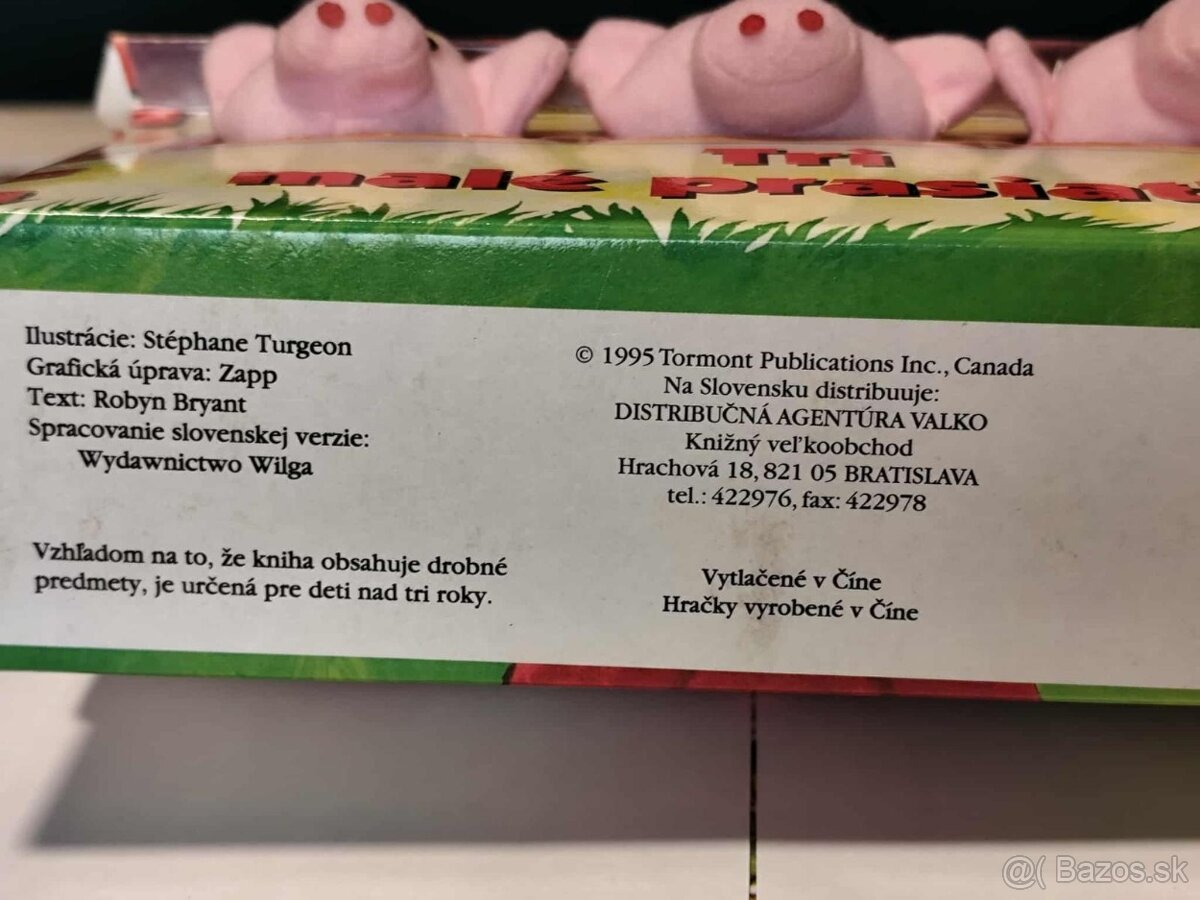 Tri
malé prasiat
Ilustrácie: Stéphane Turgeon
Grafická úprava: Zapp
Text: Robyn Bryant
Spracovanie slovenskej verzie:
Wydawnictwo Wilga
Vzhľadom na to, že kniha obsahuje drobné
predmety, je určená pre deti nad tri roky.
© 1995 Tormont Publications Inc., Canada
Na Slovensku distribuuje:
DISTRIBUČNÁ AGENTÚRA VALKO
Knižný veľkoobchod
Hrachová 18, 821 05 BRATISLAVA
tel.: 422976, fax: 422978
Vytlačené v Číne
Hračky vyrobené v Číne
@( Bazos.sk